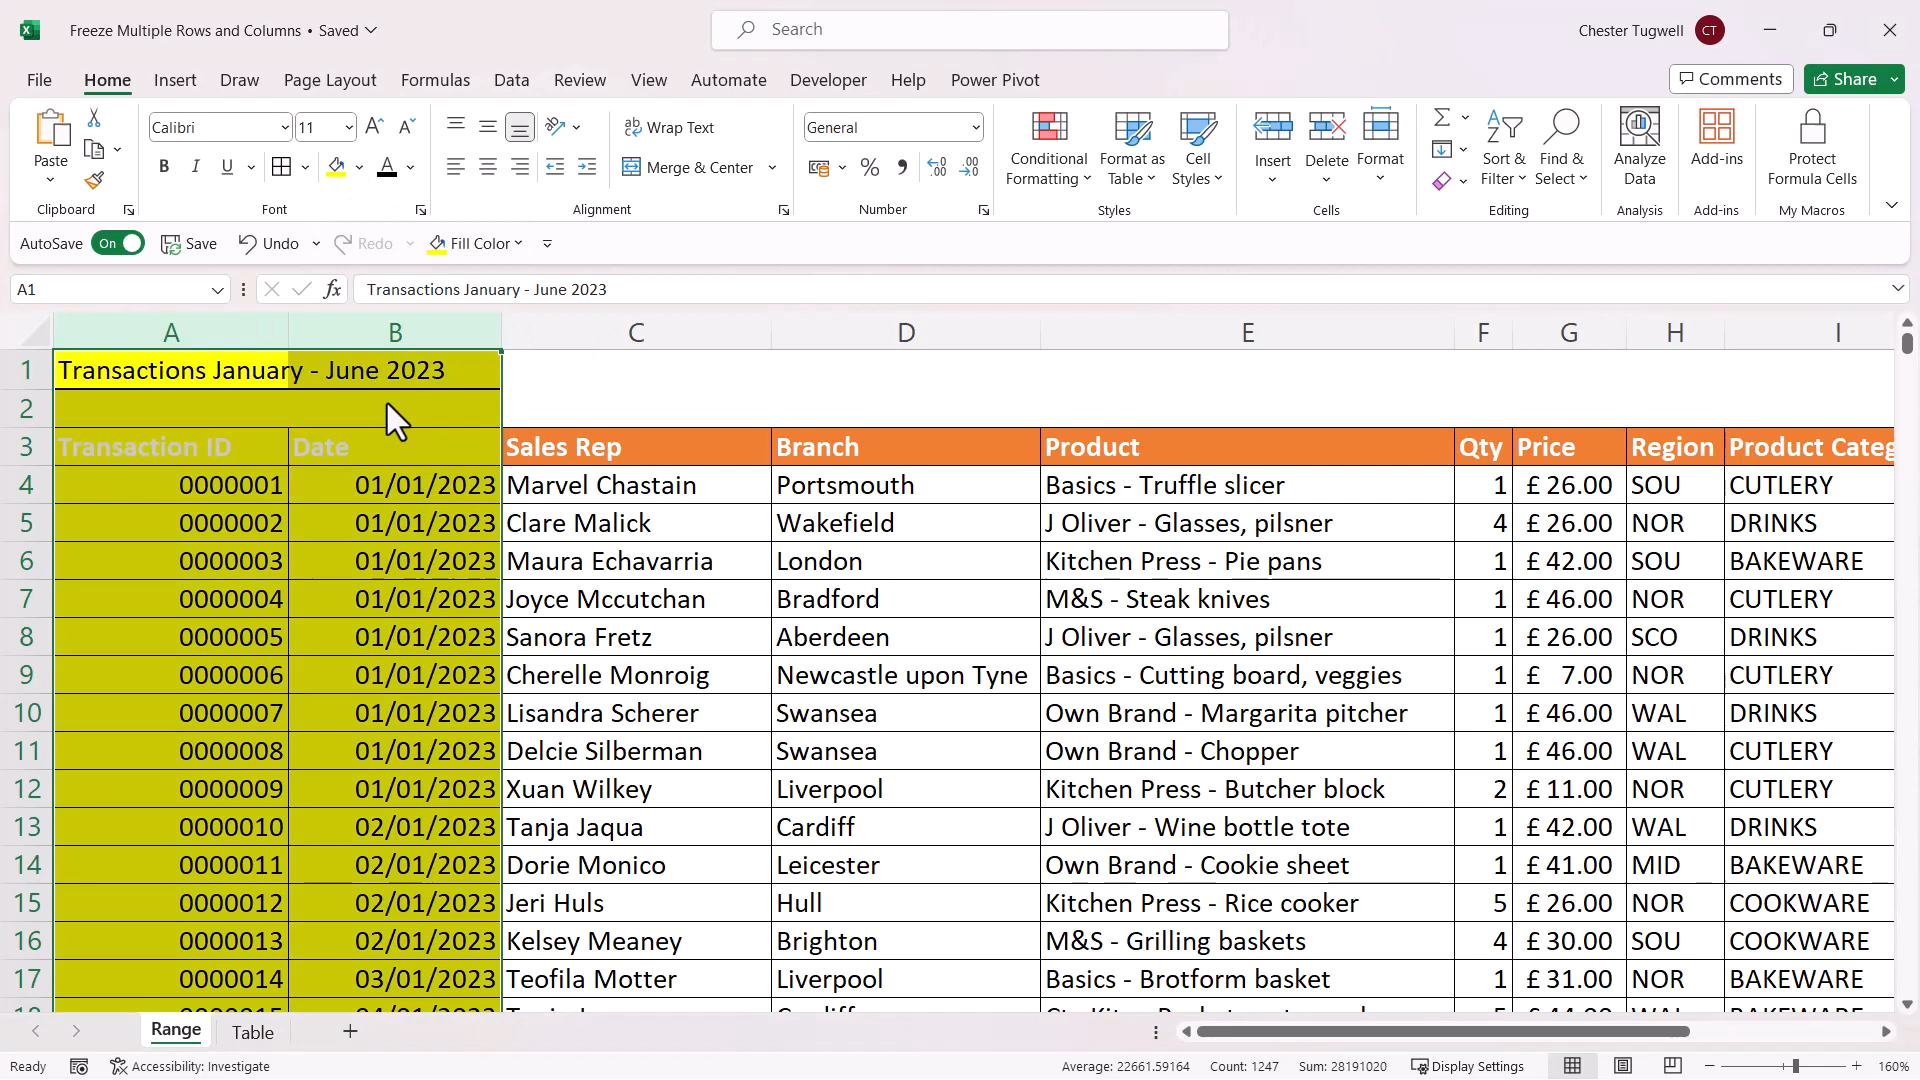 Freeze Multiple Rows and Columns • Saved
Search
Chester Tugwell CT
File Home Insert Draw Page Layout Formulas Data Review View Automate Developer Help Power Pivot
Comments Share
Calibri 11
Wrap Text
General
Paste
B I U
Merge & Center
Conditional Formatting
Format as Table
Cell Styles
Insert Delete Format
Sort & Filter
Find & Select
Analyze Data
Add-ins
Protect Formula Cells
Clipboard Font Alignment Number Styles Cells Editing Analysis Add-ins My Macros
AutoSave On Save Undo Redo Fill Color
A1 fx Transactions January - June 2023
A B C D E F G H I
1 Transactions January - June 2023
2
3 Transaction ID Date Sales Rep Branch Product Qty Price Region Product Categ
4 0000001 01/01/2023 Marvel Chastain Portsmouth Basics - Truffle slicer 1 £ 26.00 SOU CUTLERY
5 0000002 01/01/2023 Clare Malick Wakefield J Oliver - Glasses, pilsner 4 £ 26.00 NOR DRINKS
6 0000003 01/01/2023 Maura Echavarria London Kitchen Press - Pie pans 1 £ 42.00 SOU BAKEWARE
7 0000004 01/01/2023 Joyce Mccutchan Bradford M&S - Steak knives 1 £ 46.00 NOR CUTLERY
8 0000005 01/01/2023 Sanora Fretz Aberdeen J Oliver - Glasses, pilsner 1 £ 26.00 SCO DRINKS
9 0000006 01/01/2023 Cherelle Monroig Newcastle upon Tyne Basics - Cutting board, veggies 1 £ 7.00 NOR CUTLERY
10 0000007 01/01/2023 Lisandra Scherer Swansea Own Brand - Margarita pitcher 1 £ 46.00 WAL DRINKS
11 0000008 01/01/2023 Delcie Silberman Swansea Own Brand - Chopper 1 £ 46.00 WAL CUTLERY
12 0000009 01/01/2023 Xuan Wilkey Liverpool Kitchen Press - Butcher block 2 £ 11.00 NOR CUTLERY
13 0000010 02/01/2023 Tanja Jaqua Cardiff J Oliver - Wine bottle tote 1 £ 42.00 WAL DRINKS
14 0000011 02/01/2023 Dorie Monico Leicester Own Brand - Cookie sheet 1 £ 41.00 MID BAKEWARE
15 0000012 02/01/2023 Jeri Huls Hull Kitchen Press - Rice cooker 5 £ 26.00 NOR COOKWARE
16 0000013 02/01/2023 Kelsey Meaney Brighton M&S - Grilling baskets 4 £ 30.00 SOU COOKWARE
17 0000014 03/01/2023 Teofila Motter Liverpool Basics - Brotform basket 1 £ 31.00 NOR BAKEWARE
Range Table
Ready Accessibility: Investigate Average: 22661.59164 Count: 1247 Sum: 28191020 Display Settings 160%